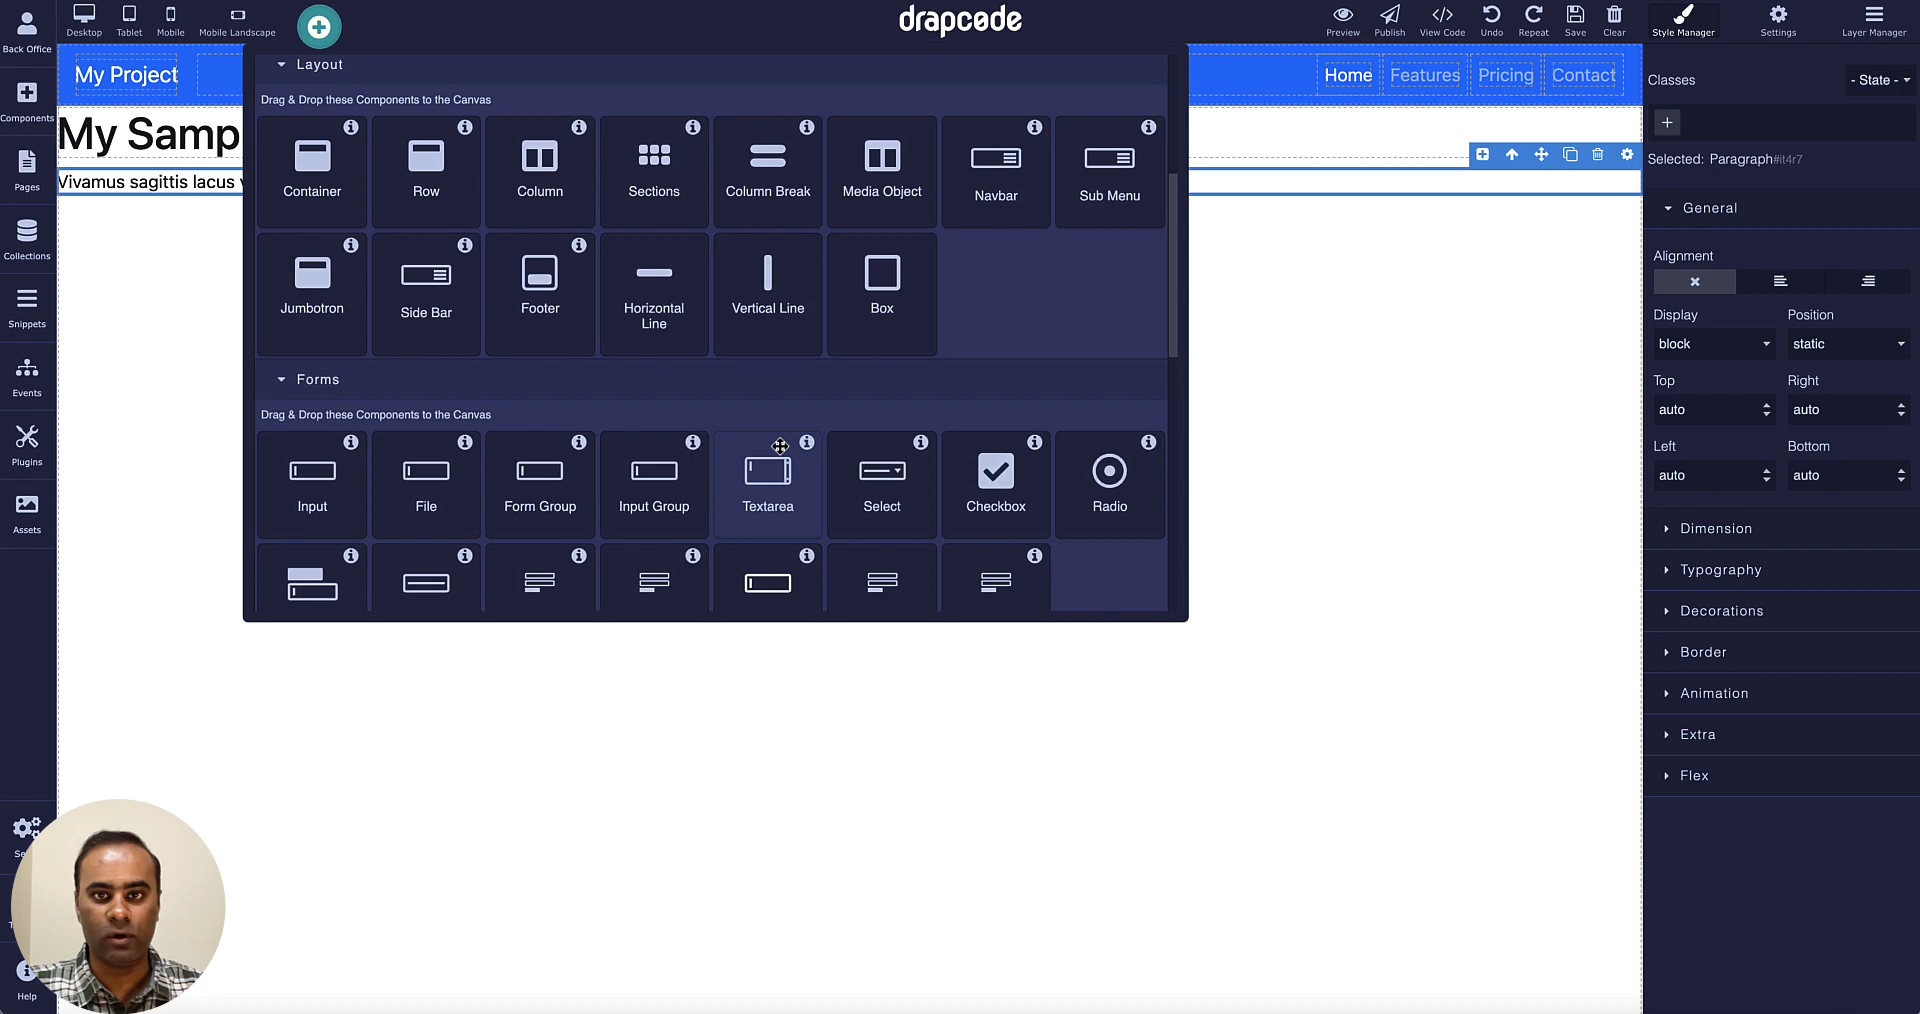 Back Office
Desktop
Tablet
Mobile
Mobile Landscape
drapcode
Preview
Publish
View Code
Undo
Repeat
Save
Clear
Style Manager
Settings
Layer Manager
Components
Pages
Collections
Snippets
Events
Plugins
Assets
Help
My Project
Home
Features
Pricing
Contact
My Samp
Vivamus sagittis lacus
Layout
Drag & Drop these Components to the Canvas
Container
Row
Column
Sections
Column Break
Media Object
Navbar
Sub Menu
Jumbotron
Side Bar
Footer
Horizontal
Line
Vertical Line
Box
Forms
Drag & Drop these Components to the Canvas
Input
File
Form Group
Input Group
Textarea
Select
Checkbox
Radio
Classes
- State -
Selected: Paragraph#it4r7
General
Alignment
Display
Position
block
static
Top
Right
auto
auto
Left
Bottom
auto
auto
Dimension
Typography
Decorations
Border
Animation
Extra
Flex